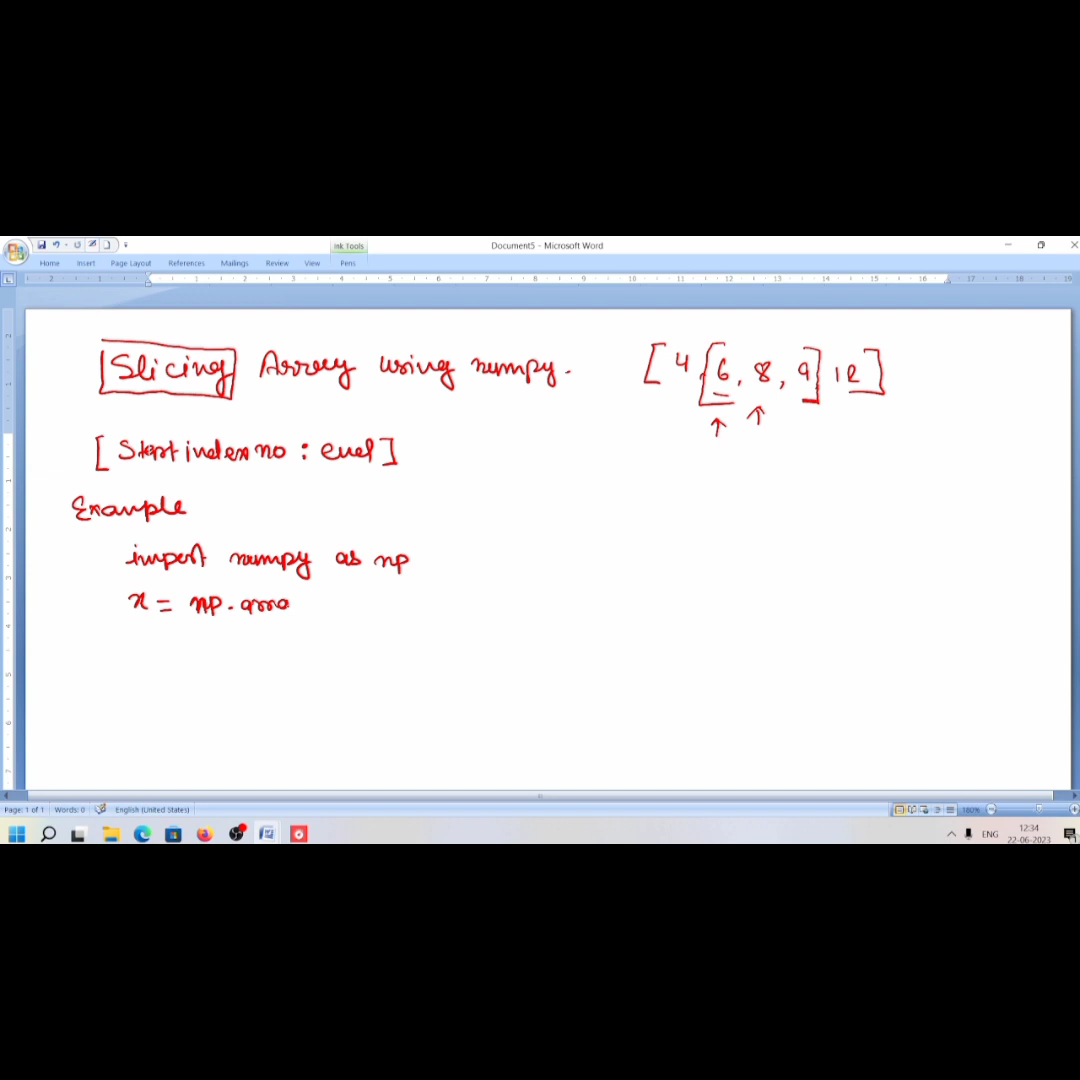 Document5 - Microsoft Word
Ink Tools
Home Insert Page Layout References Mailings Review View Pens
Slicing Array using numpy. [ 4, [6, 8, 9] 12 ]
[ Start index no : end ]
Example
import numpy as np
x = np.arra
Page: 1 of 1 Words: 0 English (United States) 180%
ENG 12:34
22-06-2023